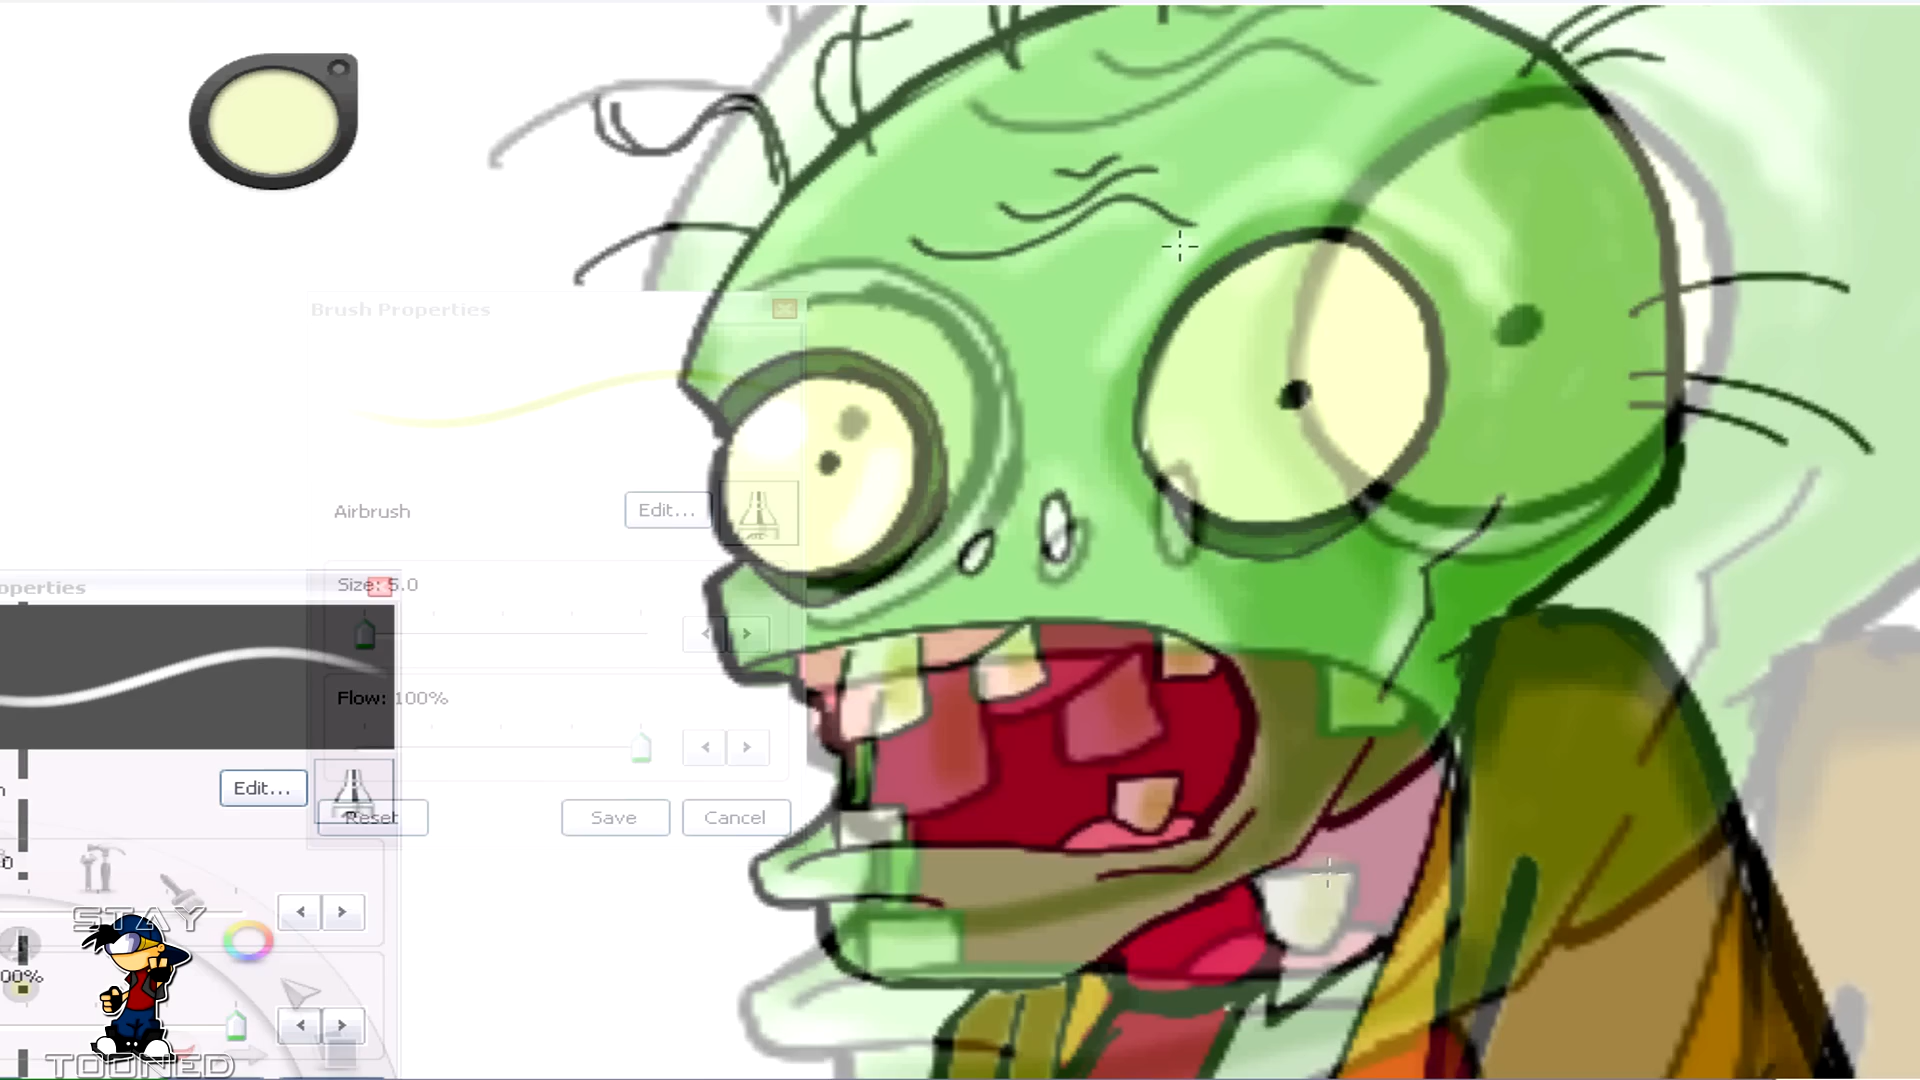 Brush Properties
Airbrush
Edit...
Size: 5.0
operties
Flow: 100%
Edit...
Reset
Save
Cancel
STAY
00%
TOONED